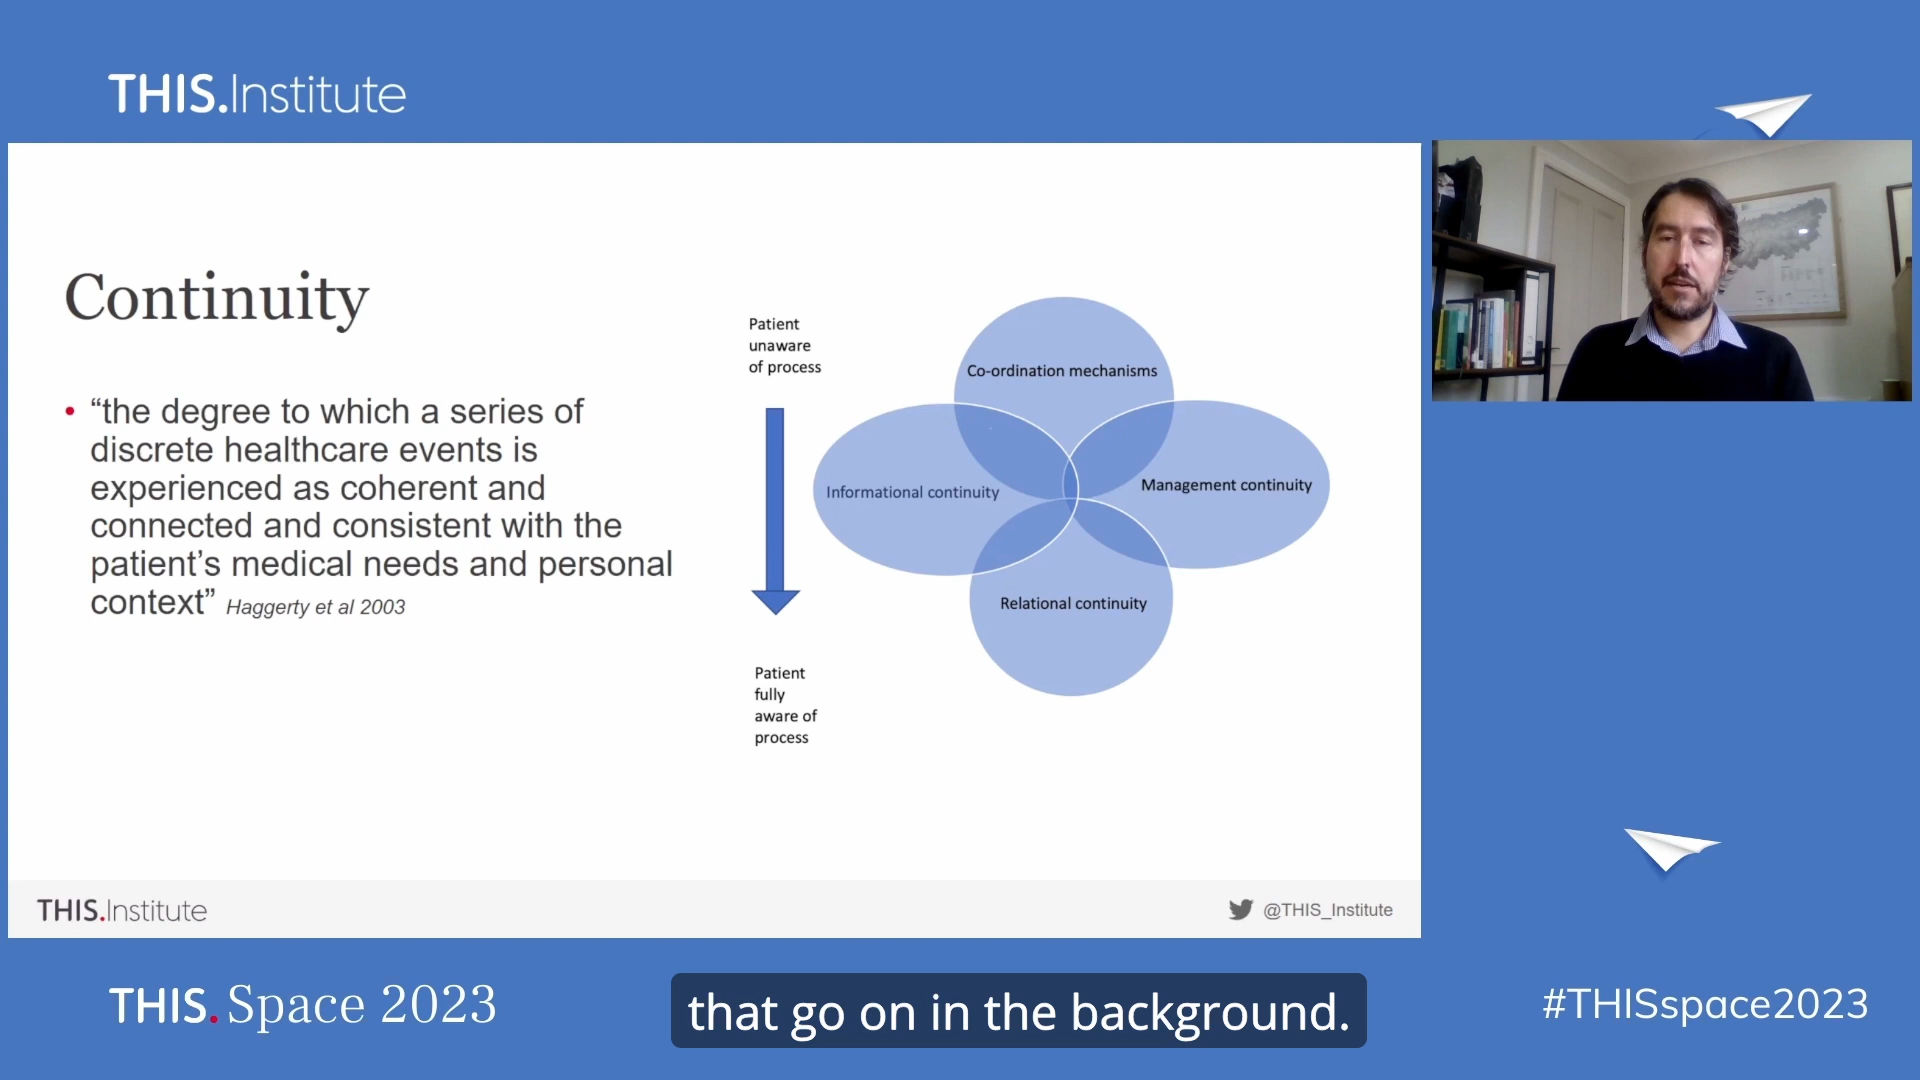 THIS.Institute
Continuity
• “the degree to which a series of
discrete healthcare events is
experienced as coherent and
connected and consistent with the
patient’s medical needs and personal
context” Haggerty et al 2003
Patient
unaware
of process
Patient
fully
aware of
process
Co-ordination mechanisms
Informational continuity
Management continuity
Relational continuity
THIS.Institute
@THIS_Institute
THIS.Space 2023
that go on in the background.
#THISspace2023